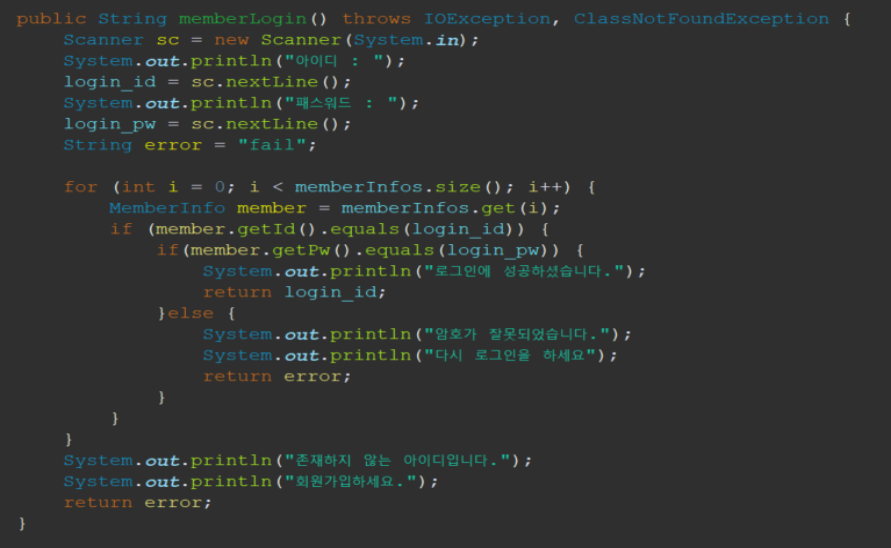 public String memberLogin() throws IOException, ClassNotFoundException {
Scanner sc = new Scanner(System.in);
System.out.println("아이디 : ");
login_id = sc.nextLine();
System.out.println("패스워드 : ");
login_pw = sc.nextLine();
String error = "fail";
for (int i = 0; i < memberInfos.size(); i++) {
MemberInfo member = memberInfos.get(i);
if (member.getId().equals(login_id)) {
if(member.getPw().equals(login_pw)) {
System.out.println("로그인에 성공하셨습니다.");
return login_id;
}else {
System.out.println("암호가 잘못되었습니다.");
System.out.println("다시 로그인을 하세요");
return error;
}
}
}
System.out.println("존재하지 않는 아이디입니다.");
System.out.println("회원가입하세요.");
return error;
}